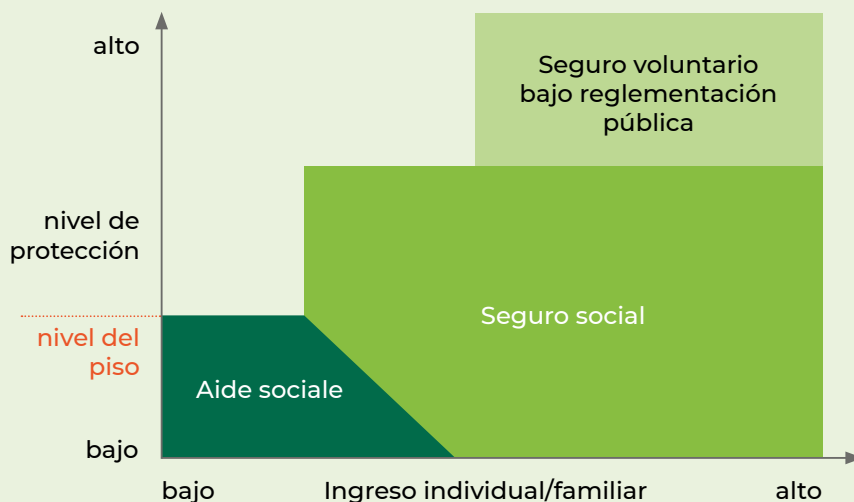 alto
Seguro voluntario
bajo reglementación
pública
nivel de
protección
Seguro social
nivel del
piso
Aide sociale
bajo
bajo
Ingreso individual/familiar
alto